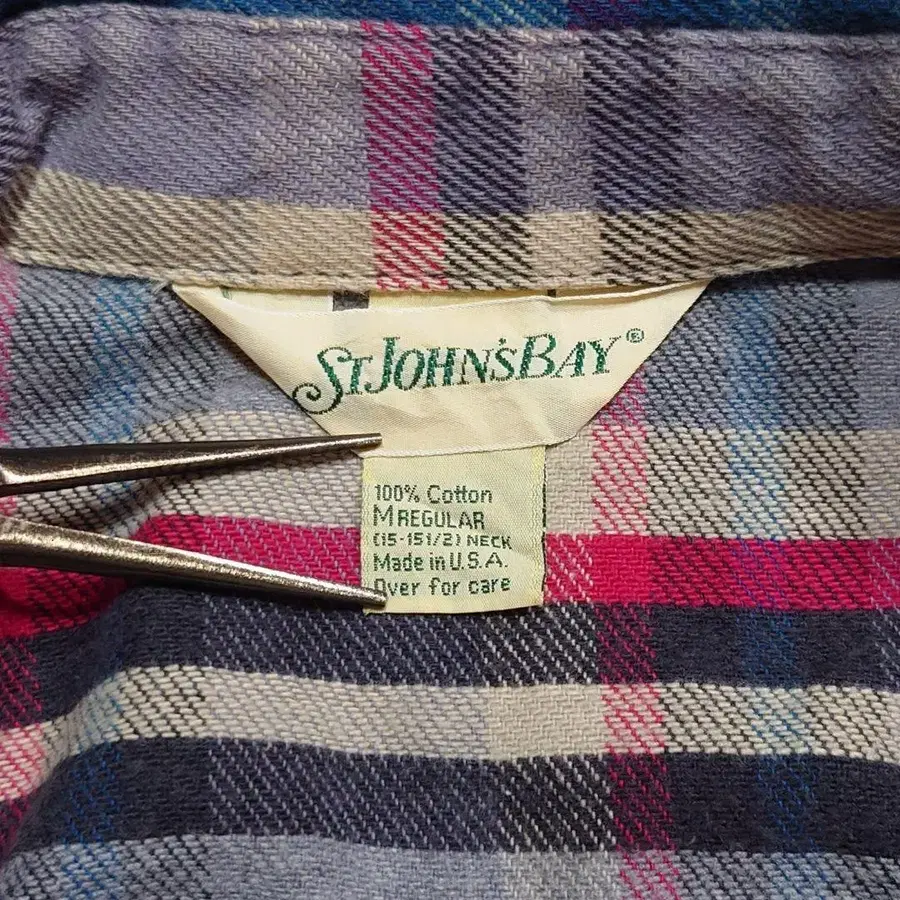 ST. JOHN'S BAY®
100% Cotton
M REGULAR
(15-15 1/2) NECK
Made in U.S.A.
Over for care